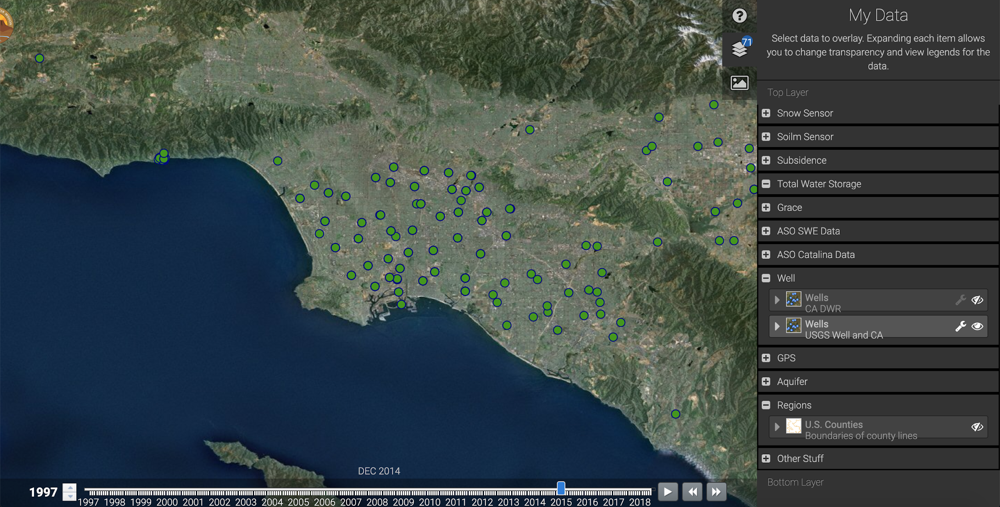 ER MISSION
?
71
My Data
Select data to overlay. Expanding each item allows
you to change transparency and view legends for the
data.
Top Layer
Snow Sensor
Soilm Sensor
Subsidence
Total Water Storage
Grace
ASO SWE Data
ASO Catalina Data
Well
Wells
CA DWR
Wells
USGS Well and CA
GPS
Aquifer
Regions
U.S. Counties
Boundaries of county lines
Other Stuff
Bottom Layer
DEC 2014
1997
1997 1998 1999 2000 2001 2002 2003 2004 2005 2006 2007 2008 2009 2010 2011 2012 2013 2014 2015 2016 2017 2018